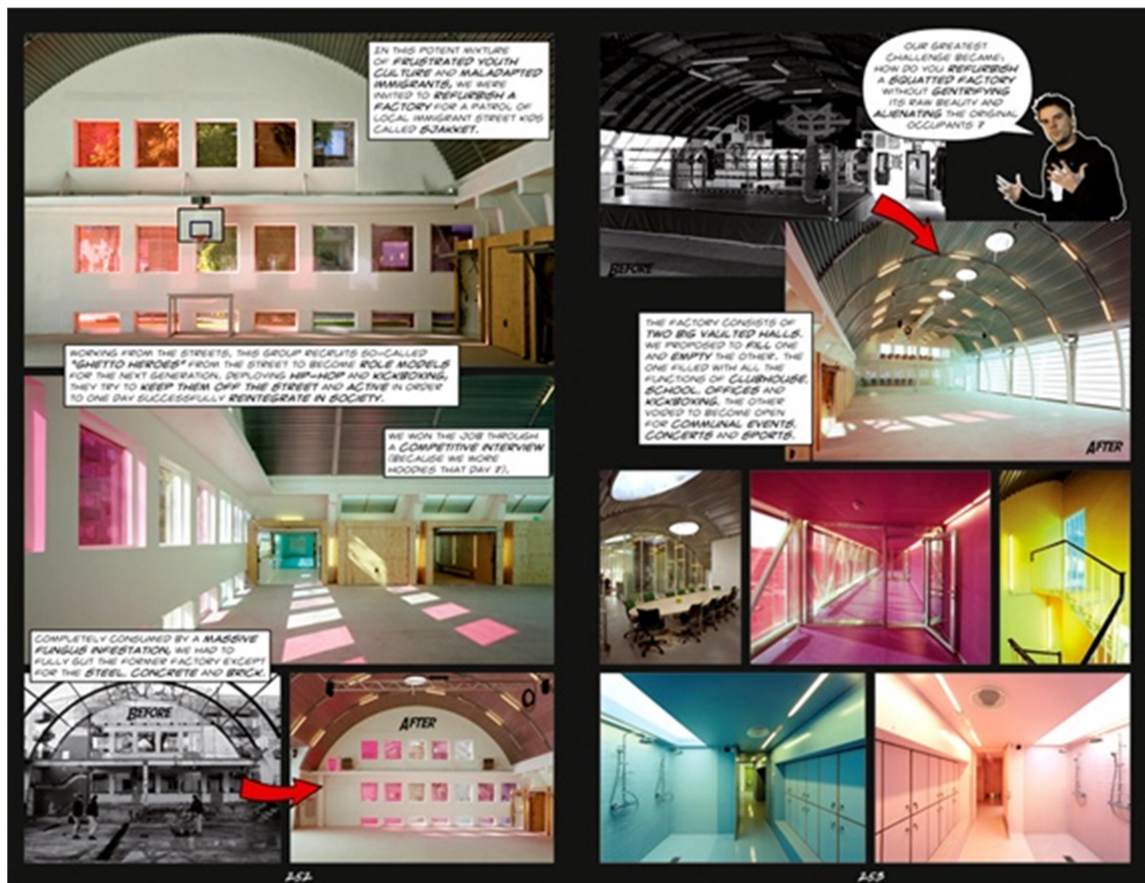 IN THIS POTENT MIXTURE
OF FRUSTRATED YOUTH
CULTURE AND MALADAPTED
IMMIGRANTS, WE WERE
INVITED TO REFURBISH A
FACTORY FOR A PATROL OF
LOCAL IMMIGRANT STREET KIDS
CALLED SJAKKET.
WORKING FROM THE STREETS, THIS GROUP RECRUITS SO-CALLED
"GHETTO HEROES" FROM THE STREET TO BECOME ROLE MODELS
FOR THE NEXT GENERATION. DEPLOYING HIP-HOP AND KICKBOXING,
THEY TRY TO KEEP THEM OFF THE STREET AND ACTIVE IN ORDER
TO ONE DAY SUCCESSFULLY REINTEGRATE IN SOCIETY.
WE WON THE JOB THROUGH
A COMPETITIVE INTERVIEW
(BECAUSE WE WORE
HOODIES THAT DAY ?).
COMPLETELY CONSUMED BY A MASSIVE
FUNGUS INFESTATION, WE HAD TO
FULLY GUT THE FORMER FACTORY EXCEPT
FOR THE STEEL, CONCRETE AND BRICK.
BEFORE
AFTER
252
OUR GREATEST
CHALLENGE BECAME:
HOW DO YOU REFURBISH
A SQUATTED FACTORY
WITHOUT GENTRIFYING
ITS RAW BEAUTY AND
ALIENATING THE ORIGINAL
OCCUPANTS ?
BEFORE
THE FACTORY CONSISTS OF
TWO BIG VAULTED HALLS.
WE PROPOSED TO FILL ONE
AND EMPTY THE OTHER. THE
ONE FILLED WITH ALL THE
FUNCTIONS OF CLUBHOUSE,
SCHOOL, OFFICES AND
KICKBOXING. THE OTHER
VOIDED TO BECOME OPEN
FOR COMMUNAL EVENTS,
CONCERTS AND SPORTS.
AFTER
253